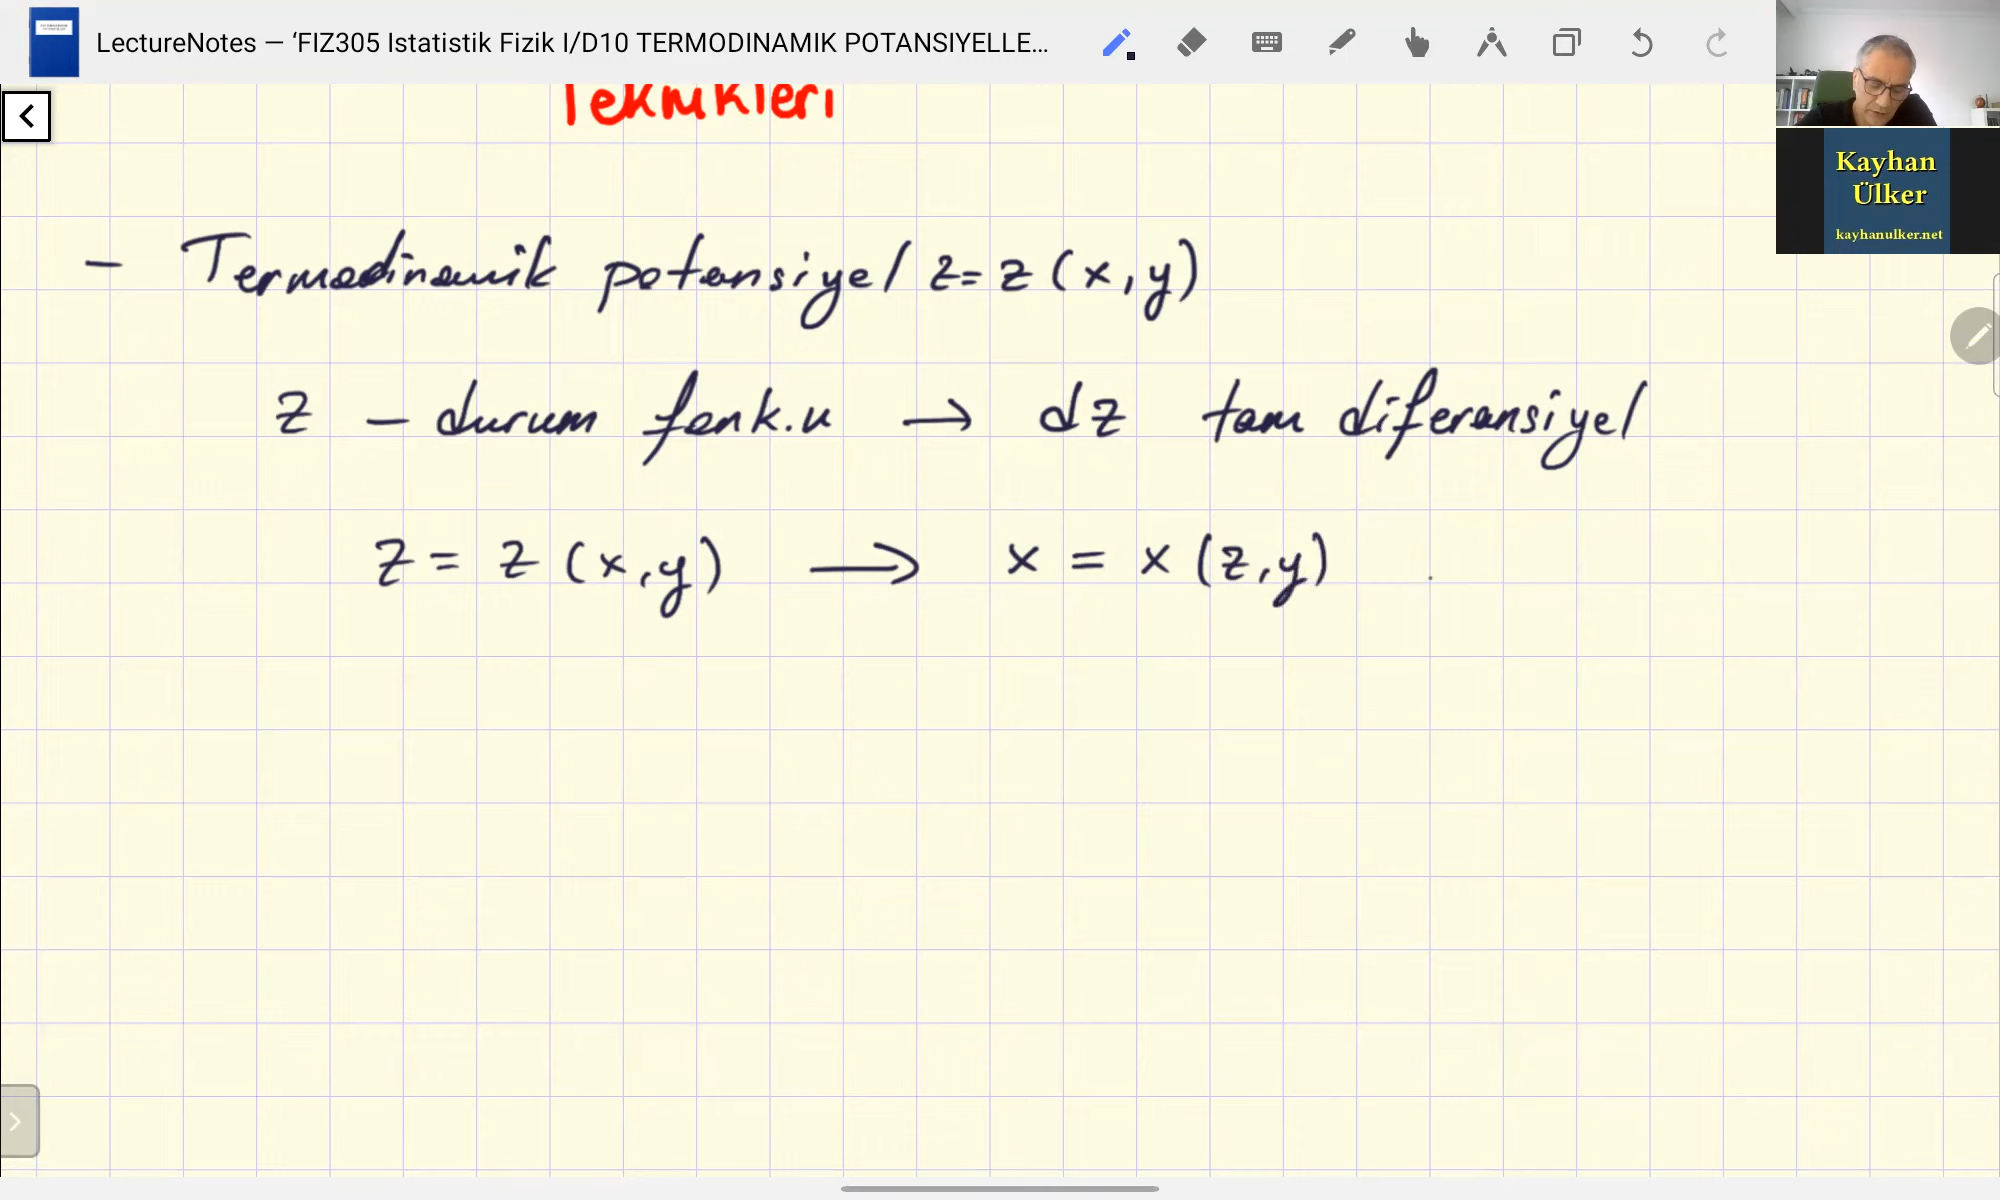 LectureNotes — ‘FIZ305 Istatistik Fizik I/D10 TERMODINAMIK POTANSIYELLE...
Teknikleri
Kayhan
Ülker
kayhanulker.net
- Termodinamik potansiyel z = z (x, y)
z - durum fonk.u → dz tam diferansiyel
z = z (x, y) → x = x (z, y)